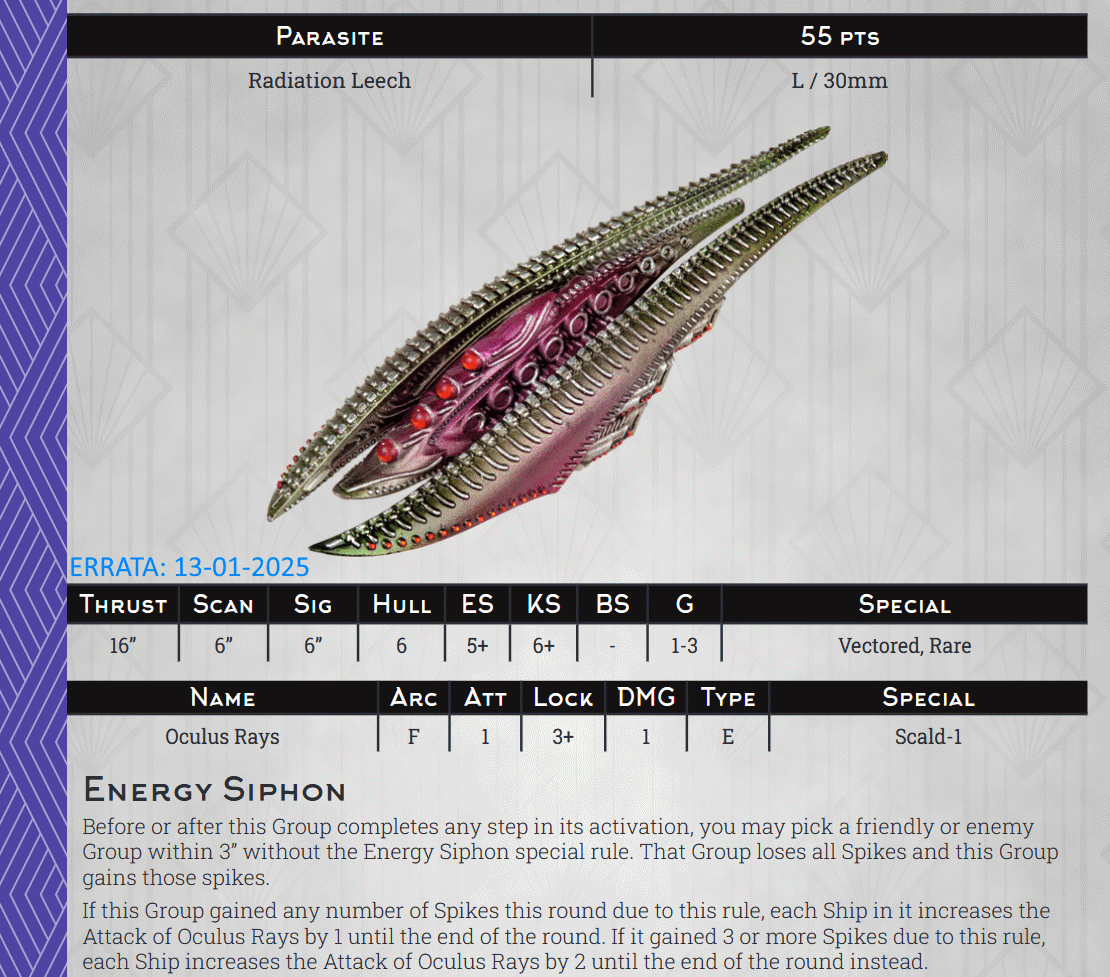 Parasite 55 pts
Radiation Leech L / 30mm
ERRATA: 13-01-2025
Thrust Scan Sig Hull ES KS BS G Special
16” 6” 6” 6 5+ 6+ - 1-3 Vectored, Rare
Name Arc Att Lock DMG Type Special
Oculus Rays F 1 3+ 1 E Scald-1
Energy Siphon
Before or after this Group completes any step in its activation, you may pick a friendly or enemy
Group within 3” without the Energy Siphon special rule. That Group loses all Spikes and this Group
gains those spikes.
If this Group gained any number of Spikes this round due to this rule, each Ship in it increases the
Attack of Oculus Rays by 1 until the end of the round. If it gained 3 or more Spikes due to this rule,
each Ship increases the Attack of Oculus Rays by 2 until the end of the round instead.